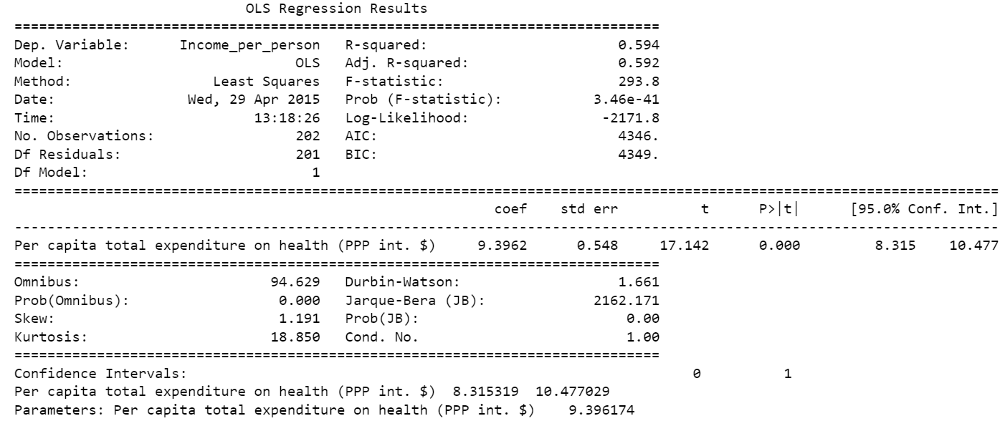 OLS Regression Results
==============================================================================
Dep. Variable: Income_per_person R-squared: 0.594
Model: OLS Adj. R-squared: 0.592
Method: Least Squares F-statistic: 293.8
Date: Wed, 29 Apr 2015 Prob (F-statistic): 3.46e-41
Time: 13:18:26 Log-Likelihood: -2171.8
No. Observations: 202 AIC: 4346.
Df Residuals: 201 BIC: 4349.
Df Model: 1
=======================================================================================================================
coef std err t P>|t| [95.0% Conf. Int.]
-----------------------------------------------------------------------------------------------------------------------
Per capita total expenditure on health (PPP int. $) 9.3962 0.548 17.142 0.000 8.315 10.477
==============================================================================
Omnibus: 94.629 Durbin-Watson: 1.661
Prob(Omnibus): 0.000 Jarque-Bera (JB): 2162.171
Skew: 1.191 Prob(JB): 0.00
Kurtosis: 18.850 Cond. No. 1.00
==============================================================================
Confidence Intervals: 0 1
Per capita total expenditure on health (PPP int. $) 8.315319 10.477029
Parameters: Per capita total expenditure on health (PPP int. $) 9.396174